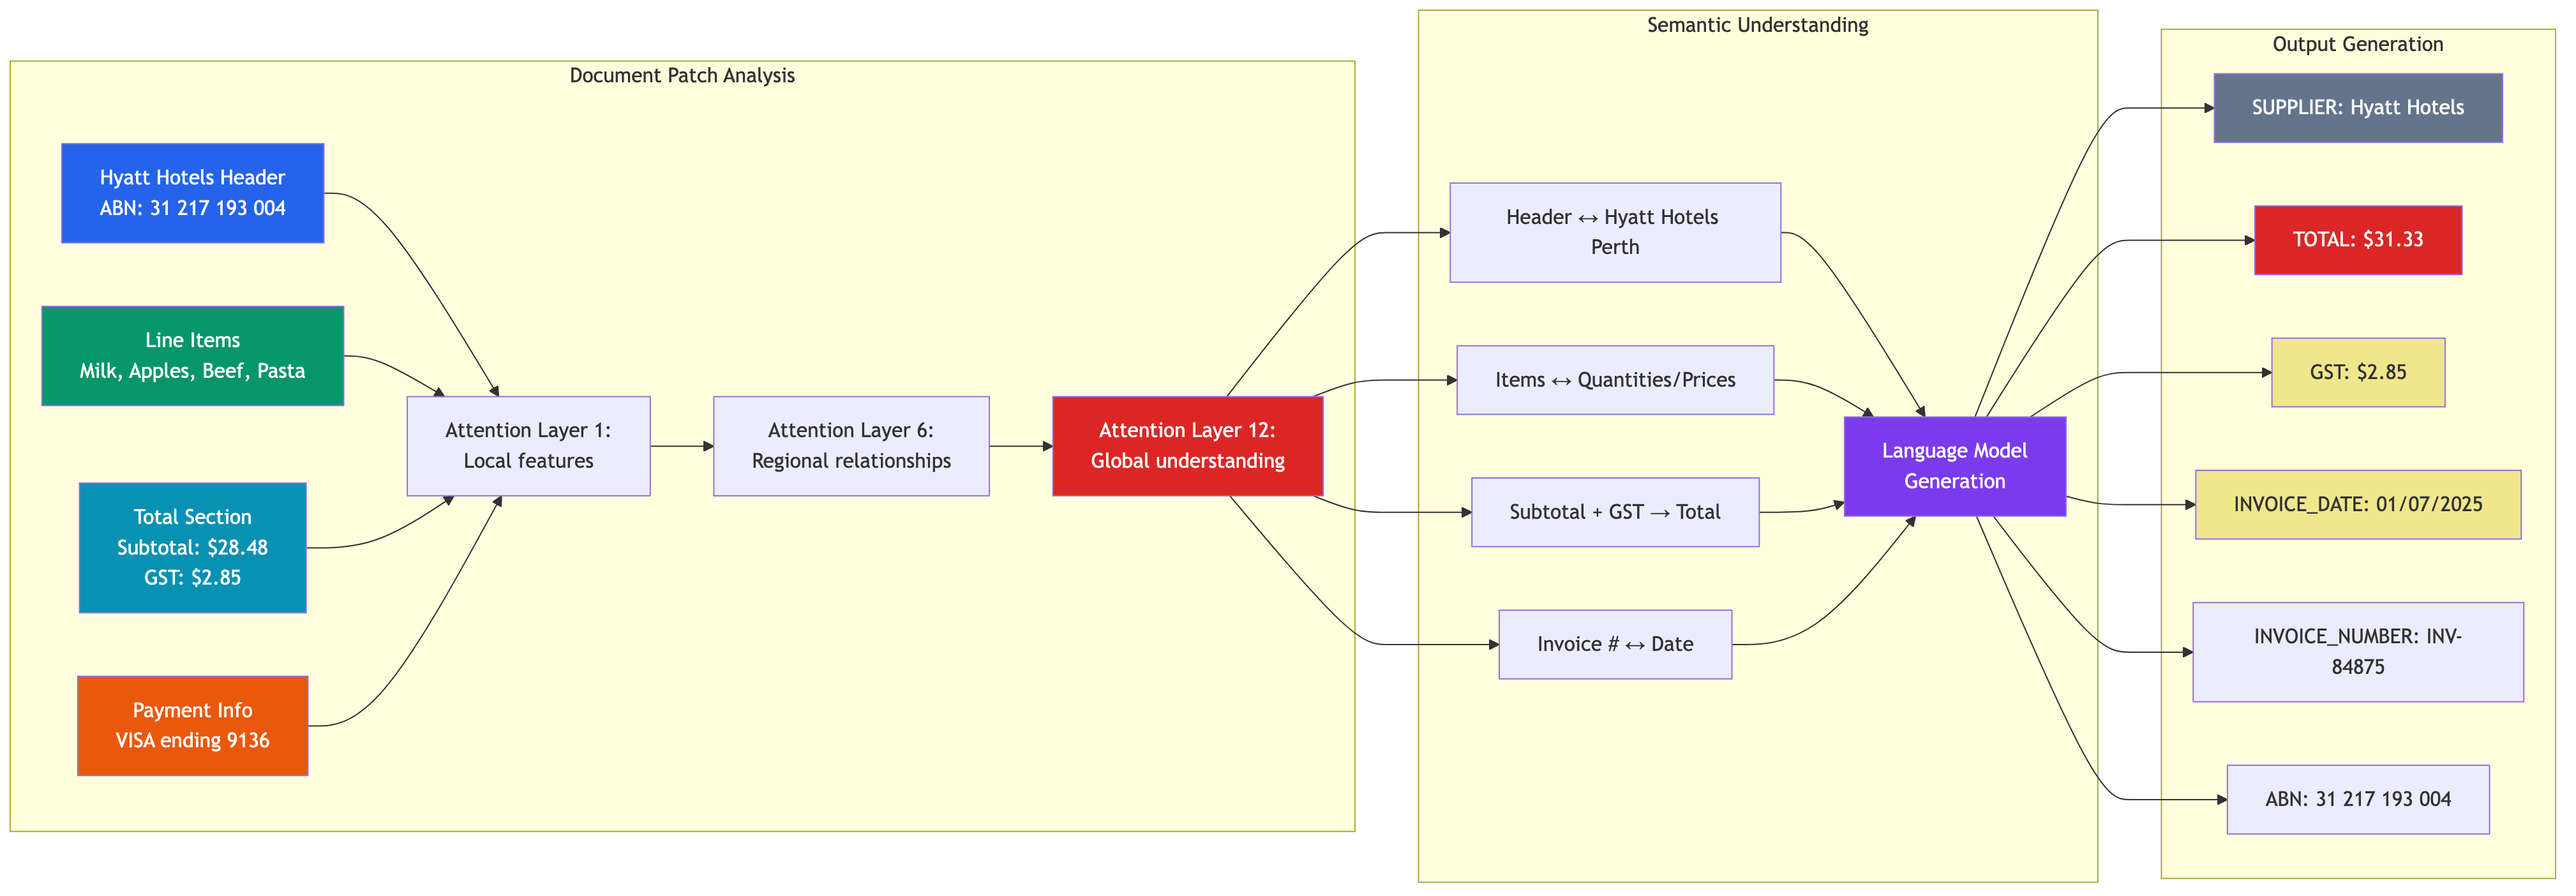 Document Patch Analysis
Hyatt Hotels Header
ABN: 31 217 193 004
Line Items
Milk, Apples, Beef, Pasta
Total Section
Subtotal: $28.48
GST: $2.85
Payment Info
VISA ending 9136
Attention Layer 1:
Local features
Attention Layer 6:
Regional relationships
Attention Layer 12:
Global understanding
Semantic Understanding
Header ↔ Hyatt Hotels
Perth
Items ↔ Quantities/Prices
Subtotal + GST → Total
Invoice # ↔ Date
Language Model
Generation
Output Generation
SUPPLIER: Hyatt Hotels
TOTAL: $31.33
GST: $2.85
INVOICE_DATE: 01/07/2025
INVOICE_NUMBER: INV-
84875
ABN: 31 217 193 004